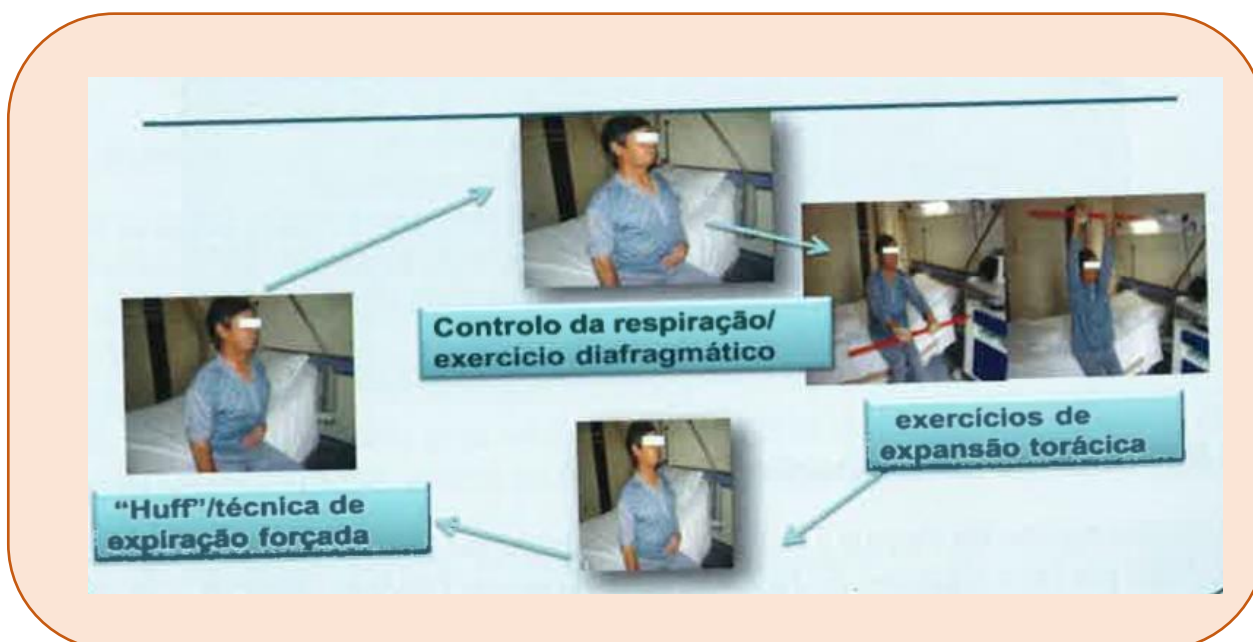 Controlo da respiração/
exercício diafragmático
exercícios de
expansão torácica
“Huff”/técnica de
expiração forçada